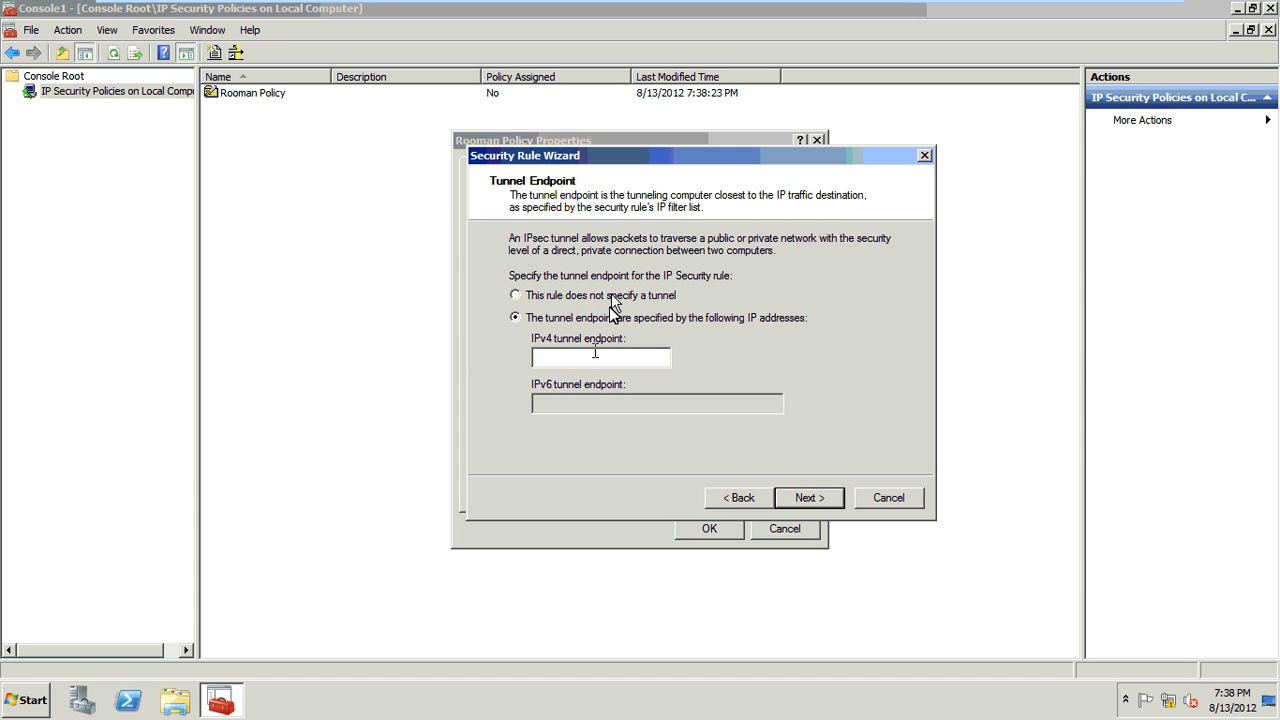 Console1 - [Console Root\IP Security Policies on Local Computer]
File Action View Favorites Window Help
Console Root
IP Security Policies on Local Compu
Name Description Policy Assigned Last Modified Time
Rooman Policy No 8/13/2012 7:38:23 PM
Actions
IP Security Policies on Local C...
More Actions
Rooman Policy Properties
Security Rule Wizard
Tunnel Endpoint
The tunnel endpoint is the tunneling computer closest to the IP traffic destination,
as specified by the security rule's IP filter list.
An IPsec tunnel allows packets to traverse a public or private network with the security
level of a direct, private connection between two computers.
Specify the tunnel endpoint for the IP Security rule:
This rule does not specify a tunnel
The tunnel endpoint are specified by the following IP addresses:
IPv4 tunnel endpoint:
IPv6 tunnel endpoint:
< Back Next > Cancel
OK Cancel
Start
7:38 PM
8/13/2012